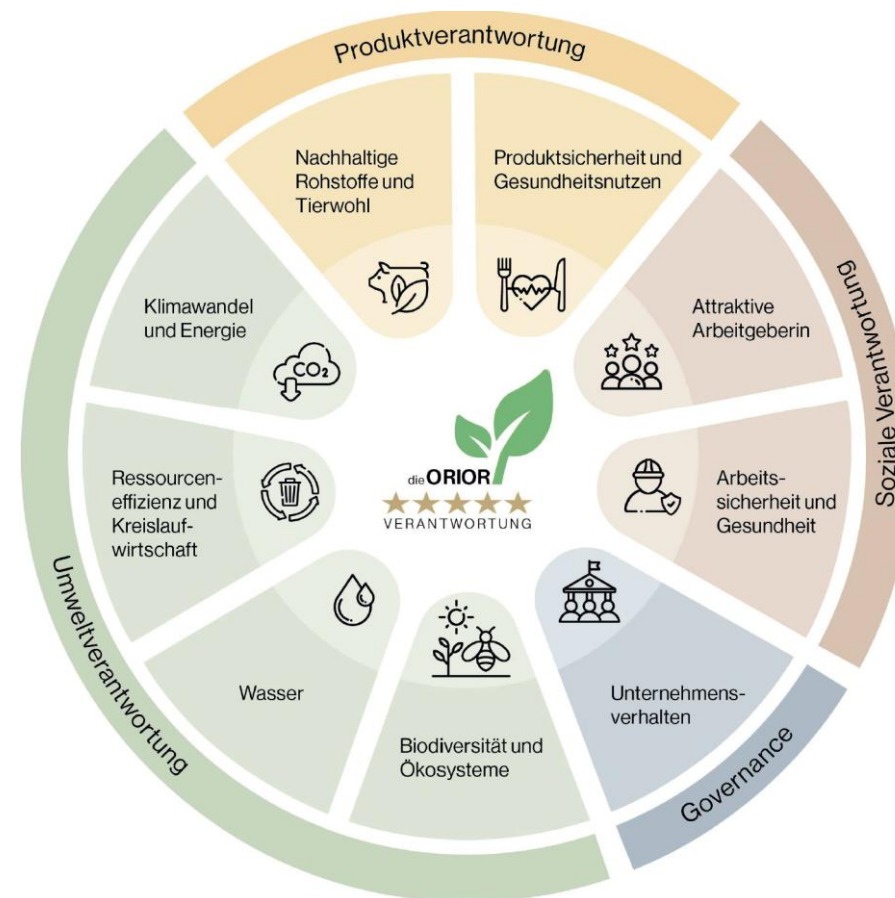 Produktverantwortung
Nachhaltige
Rohstoffe und
Tierwohl
Produktsicherheit und
Gesundheitsnutzen
Soziale Verantwortung
Attraktive
Arbeitgeberin
Arbeits-
sicherheit und
Gesundheit
Governance
Unternehmens-
verhalten
Umweltverantwortung
Biodiversität und
Ökosysteme
Wasser
Ressourcen-
effizienz und
Kreislauf-
wirtschaft
Klimawandel
und Energie
CO₂
die ORIOR
VERANTWORTUNG